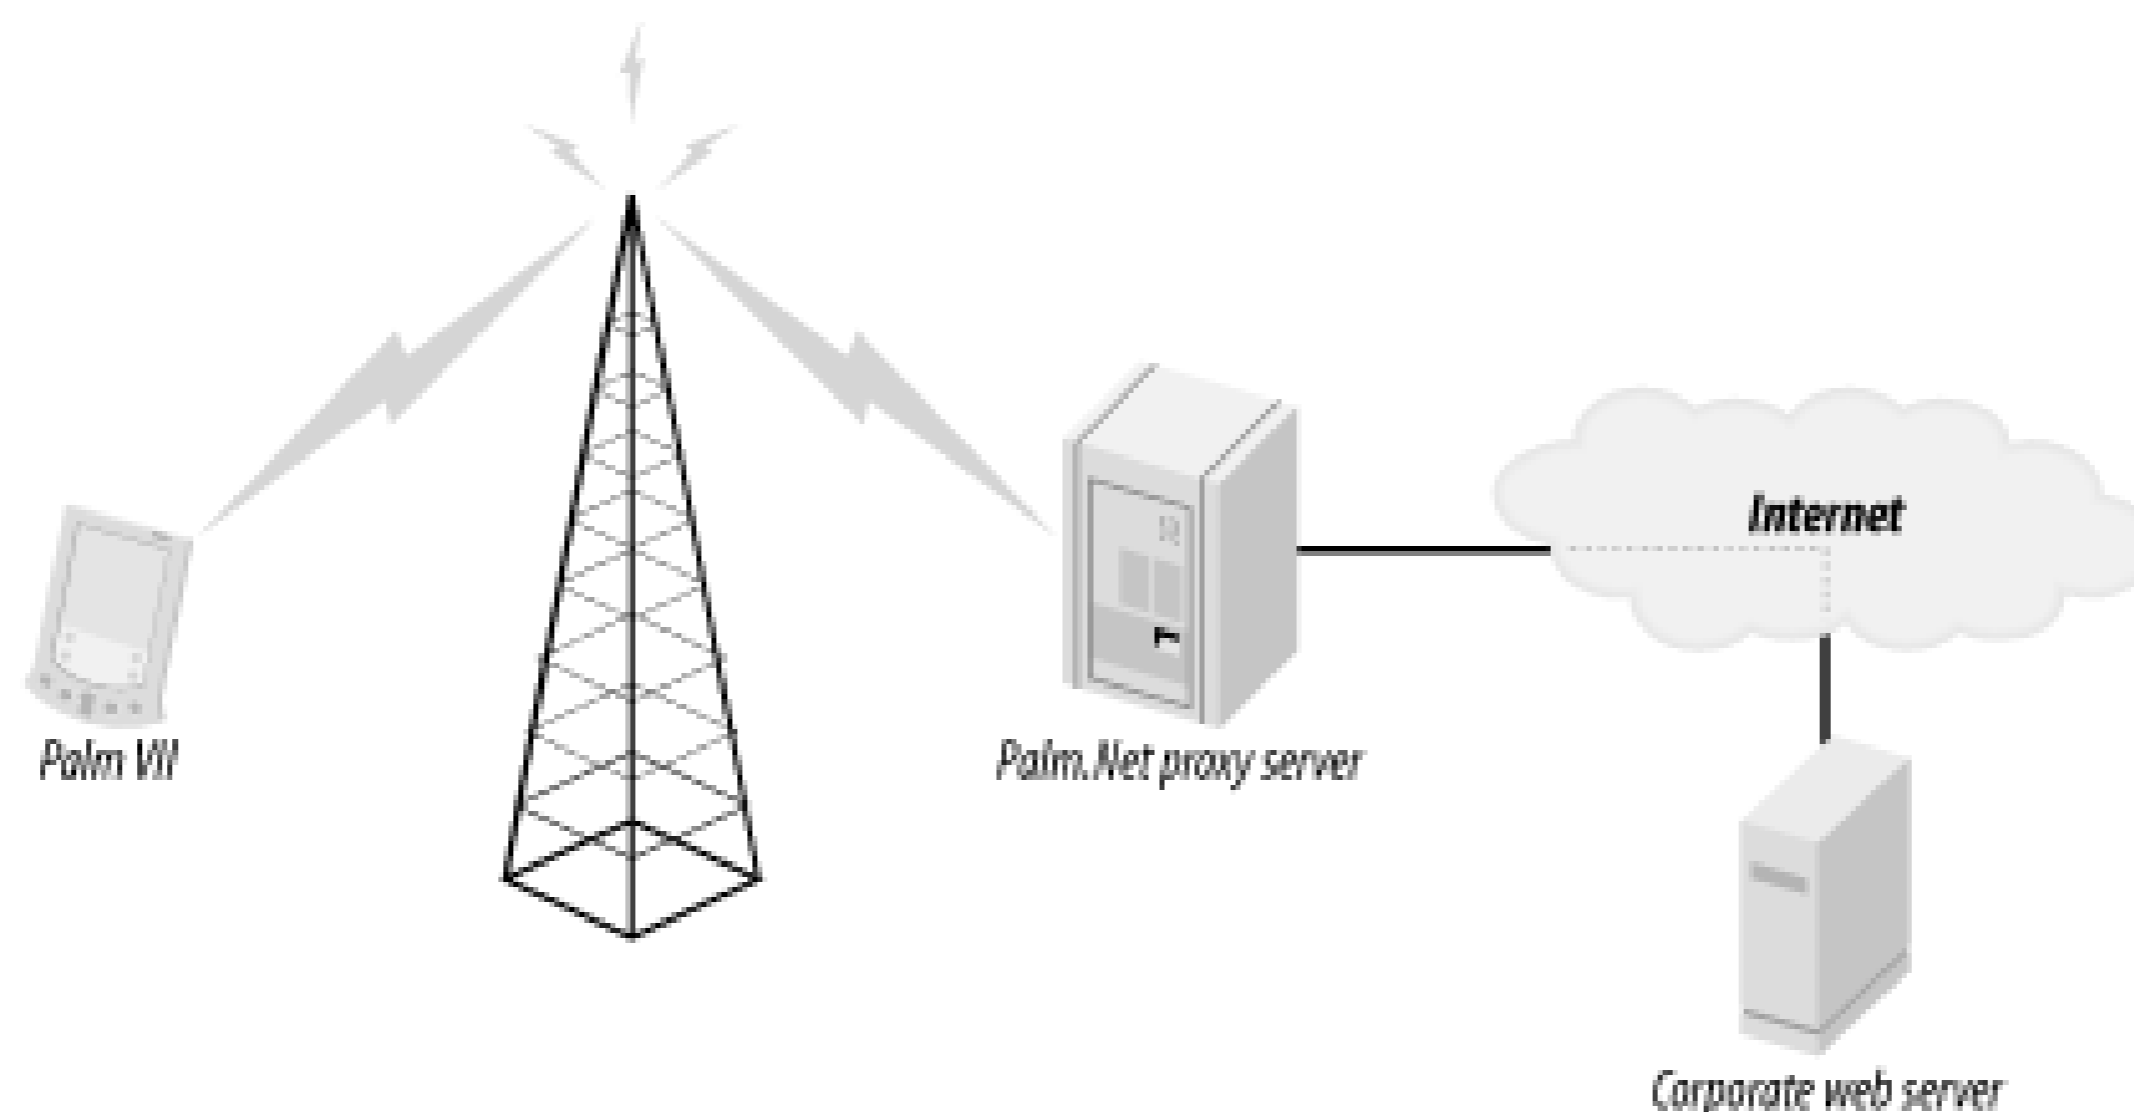 Internet
Palm VII
Palm.Net proxy server
Corporate web server